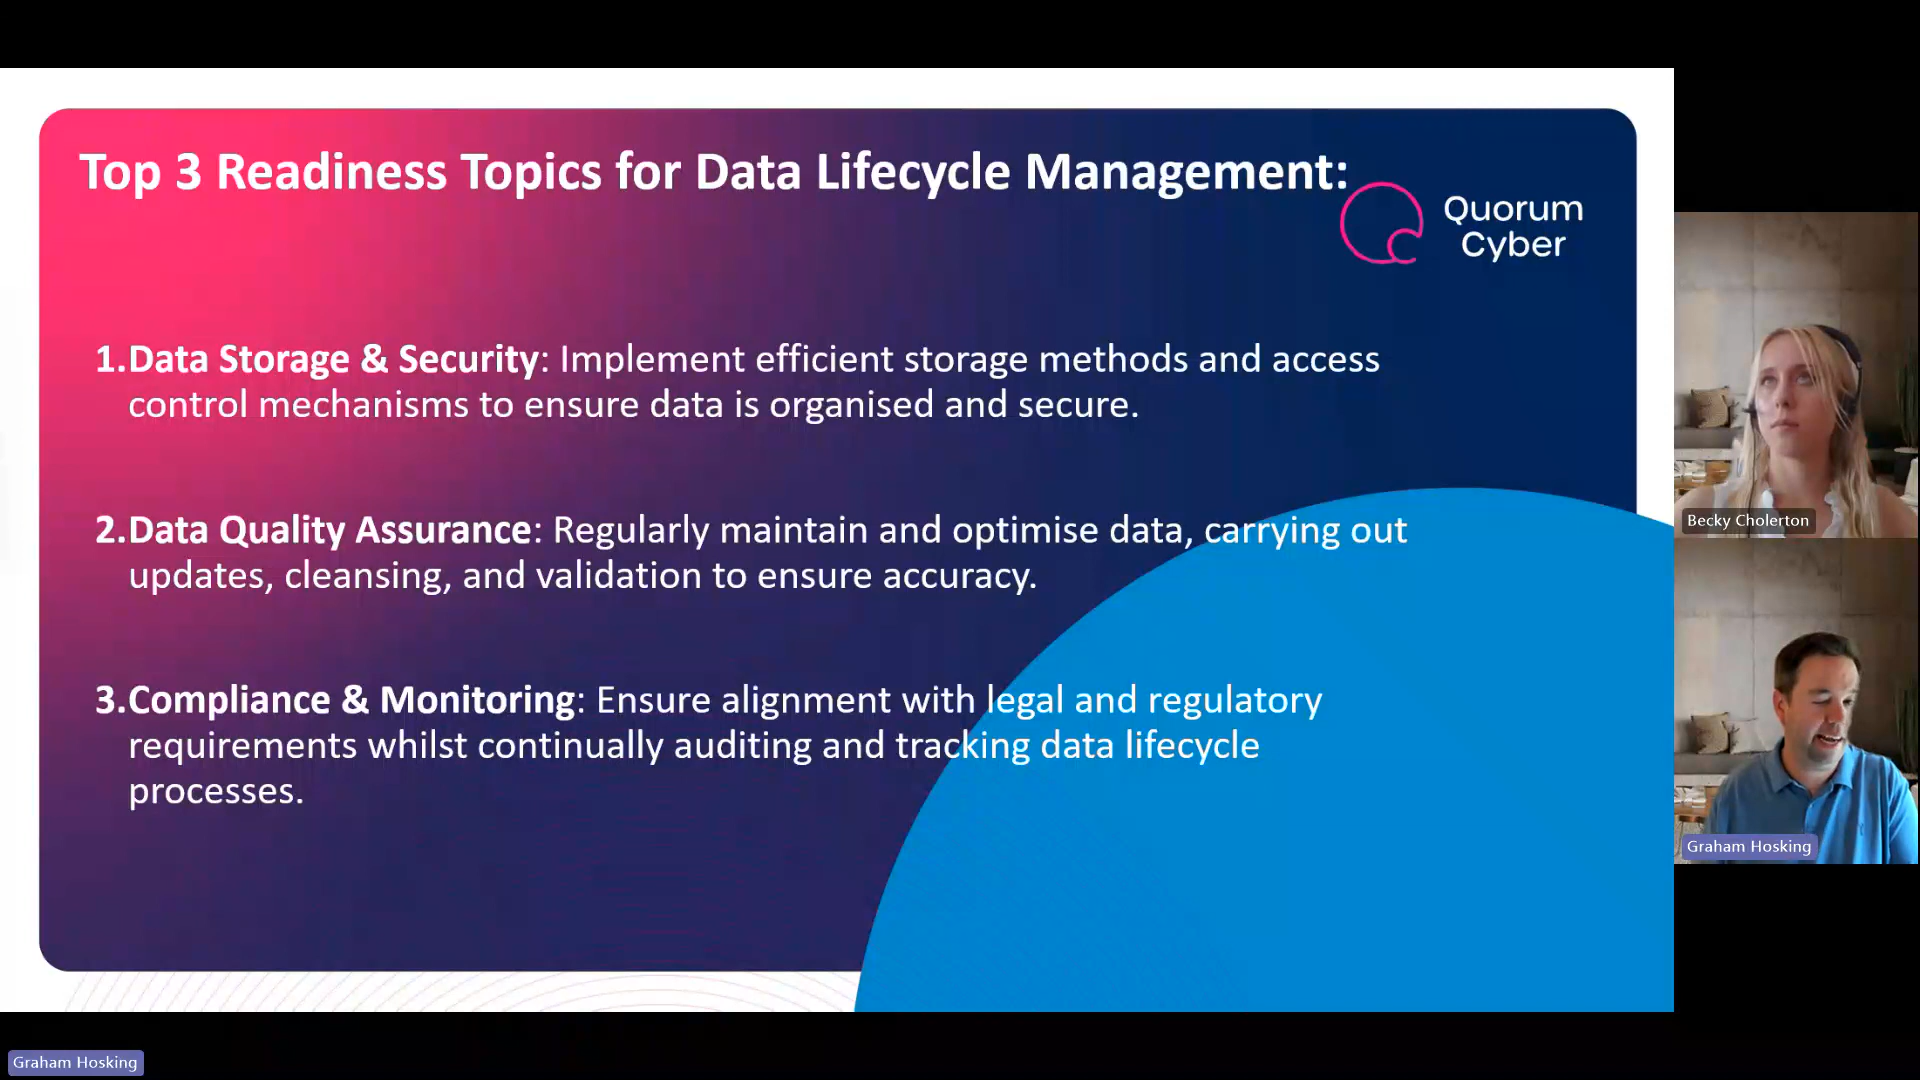 Top 3 Readiness Topics for Data Lifecycle Management:
Quorum
Cyber
1.Data Storage & Security: Implement efficient storage methods and access
control mechanisms to ensure data is organised and secure.
2.Data Quality Assurance: Regularly maintain and optimise data, carrying out
updates, cleansing, and validation to ensure accuracy.
3.Compliance & Monitoring: Ensure alignment with legal and regulatory
requirements whilst continually auditing and tracking data lifecycle
processes.
Becky Cholerton
Graham Hosking
Graham Hosking